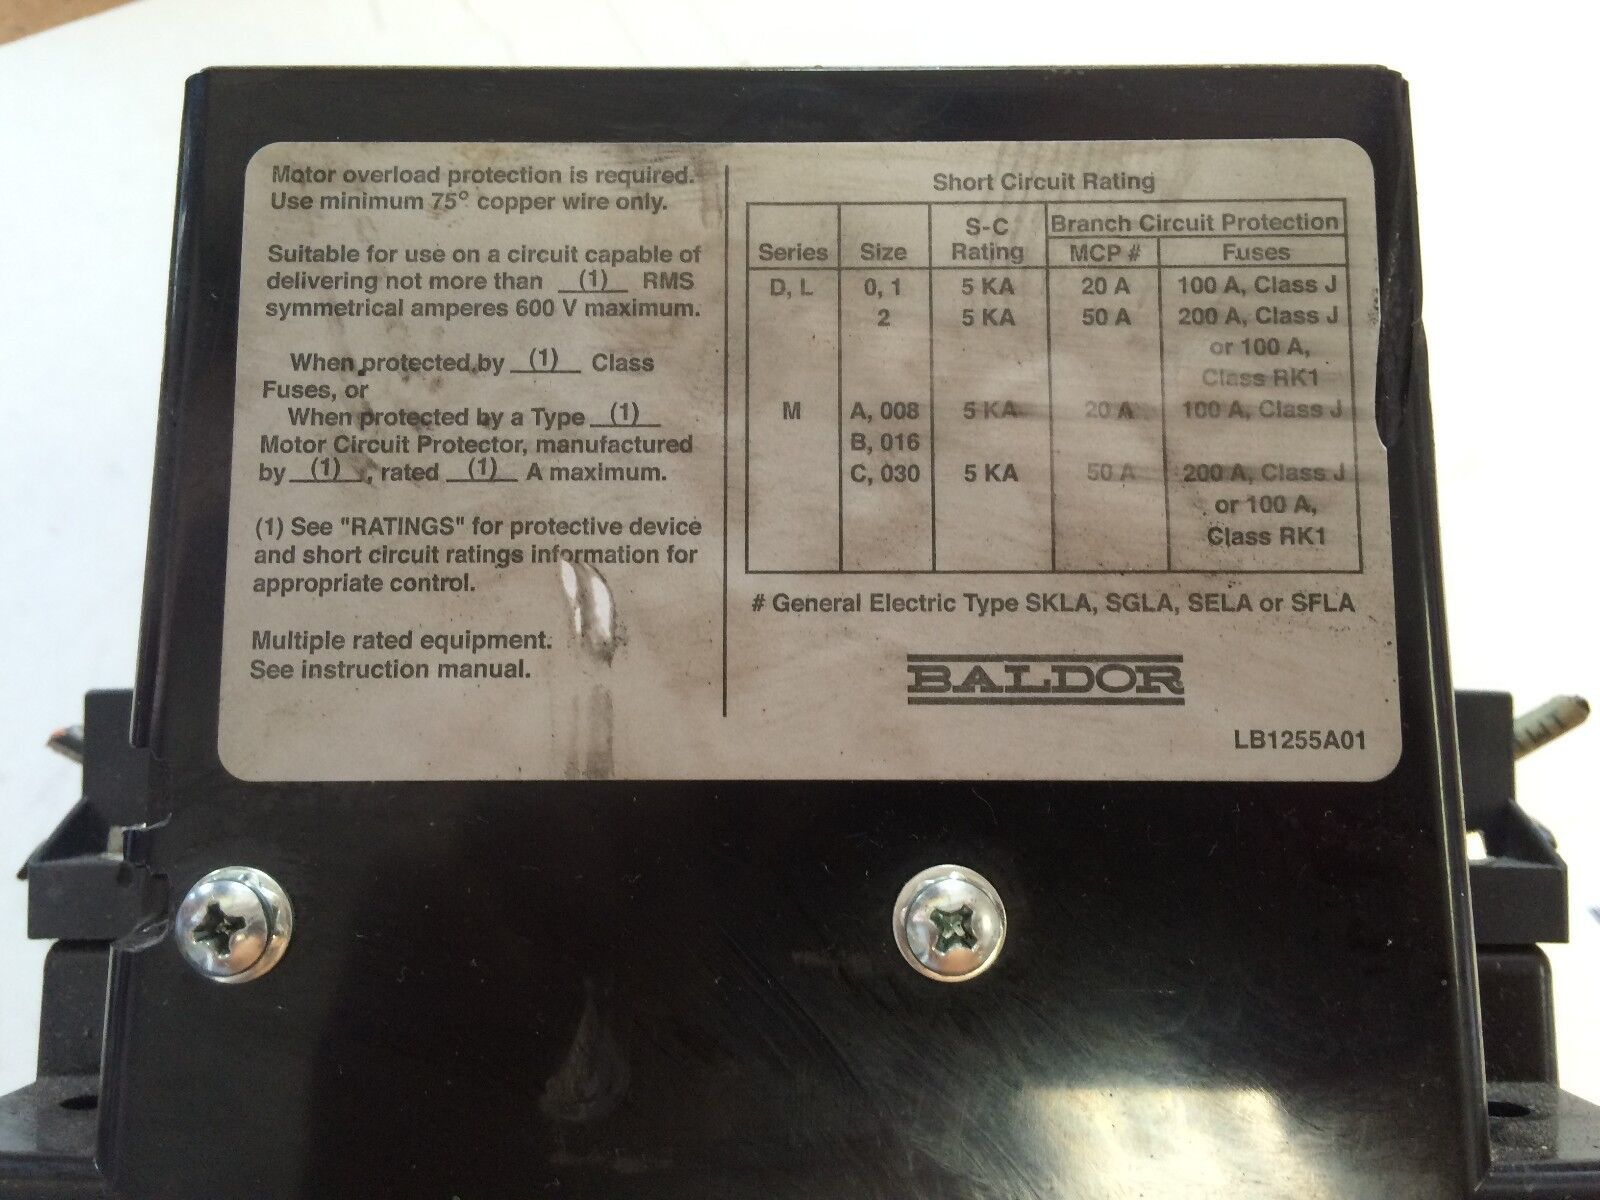 Motor overload protection is required.
Use minimum 75° copper wire only.
Suitable for use on a circuit capable of
delivering not more than (1) RMS
symmetrical amperes 600 V maximum.
When protected by (1) Class
Fuses, or
When protected by a Type (1)
Motor Circuit Protector, manufactured
by (1), rated (1) A maximum.
(1) See "RATINGS" for protective device
and short circuit ratings information for
appropriate control.
Multiple rated equipment.
See instruction manual.
Short Circuit Rating
Series Size S-C Rating Branch Circuit Protection
MCP # Fuses
D, L 0, 1 5 KA 20 A 100 A, Class J
2 5 KA 50 A 200 A, Class J
or 100 A,
Class RK1
M A, 008 5 KA 20 A 100 A, Class J
B, 016
C, 030 5 KA 50 A 200 A, Class J
or 100 A,
Class RK1
# General Electric Type SKLA, SGLA, SELA or SFLA
BALDOR
LB1255A01